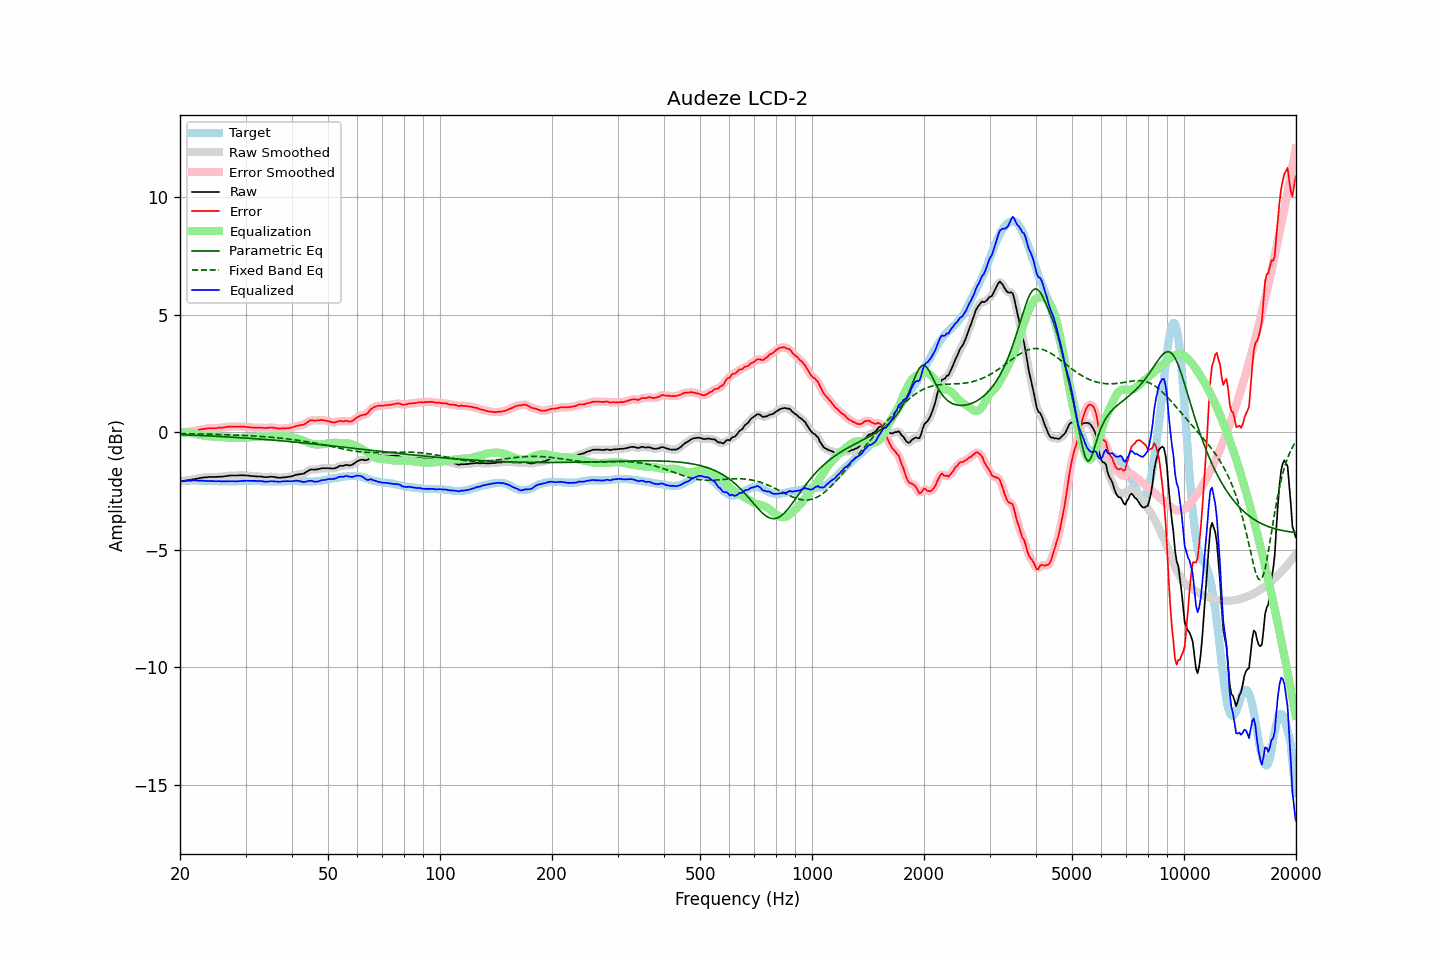 Audeze LCD-2
Target
Raw Smoothed
Error Smoothed
Raw
Error
Equalization
Parametric Eq
Fixed Band Eq
Equalized
10
5
0
−5
−10
−15
Amplitude (dBr)
20 50 100 200 500 1000 2000 5000 10000 20000
Frequency (Hz)